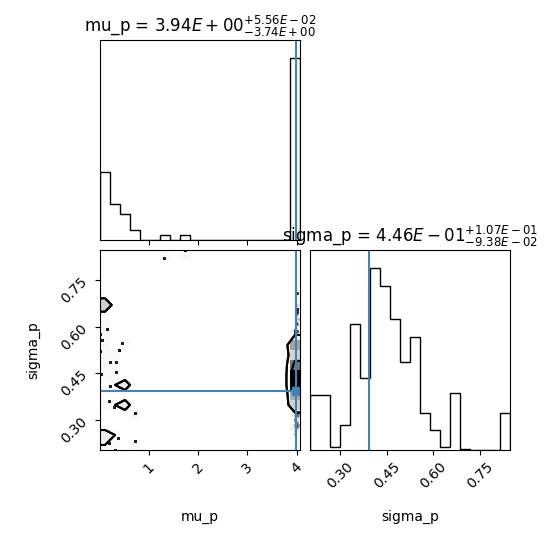 mu_p = 3.94E + 00+5.56E − 02 −3.74E + 00
sigma_p = 4.46E − 01+1.07E − 01 −9.38E − 02
0.75
0.60
0.45
0.30
sigma_p
1 2 3 4
0.30 0.45 0.60 0.75
mu_p sigma_p